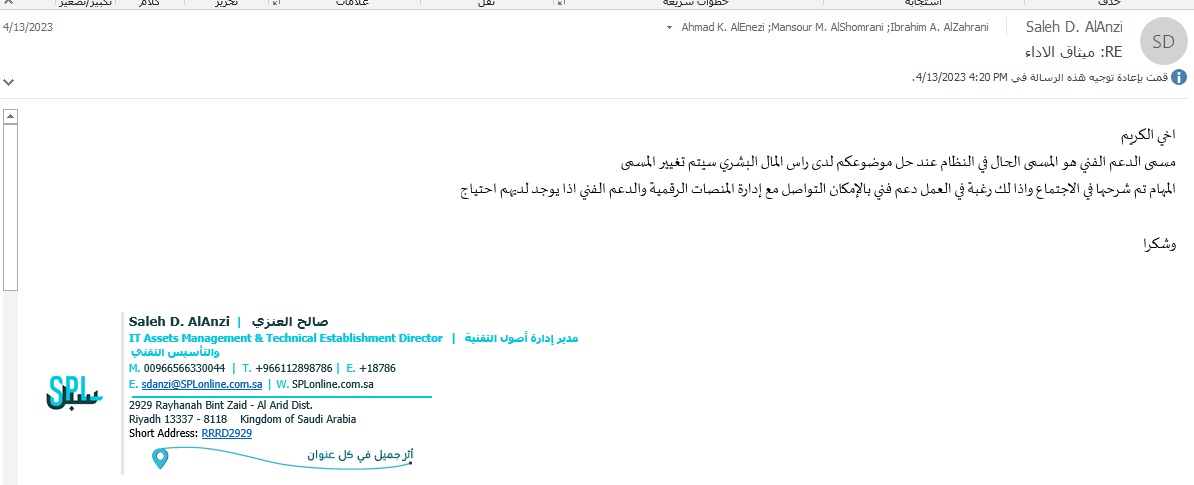 حذف
استجابة
خطوات سريعة
نقل
علامات
تحرير
كلام
تكبير/تصغير
4/13/2023
Ahmad K. AlEnezi ;Mansour M. AlShomrani ;Ibrahim A. AlZahrani
Saleh D. AlAnzi
SD
RE: ميثاق الاداء
قمت بإعادة توجيه هذه الرسالة في 4/13/2023 4:20 PM.
اخي الكريم
مسمى الدعم الفني هو المسمى الحال في النظام عند حل موضوعكم لدى راس المال البشري سيتم تغيير المسمى
المهام تم شرحها في الاجتماع واذا لك رغبة في العمل دعم فني بالإمكان التواصل مع إدارة المنصات الرقمية والدعم الفني اذا يوجد لديهم احتياج
وشكرا
Saleh D. AlAnzi | صالح العنزي
IT Assets Management & Technical Establishment Director | مدير إدارة أصول التقنية
والتأسيس التقني
M. 00966566330044 | T. +966112898786 | E. +18786
E. sdanzi@SPLonline.com.sa | W. SPLonline.com.sa
2929 Rayhanah Bint Zaid - Al Arid Dist.
Riyadh 13337 - 8118 Kingdom of Saudi Arabia
Short Address: RRRD2929
SPL
سبل
أثر جميل في كل عنوان